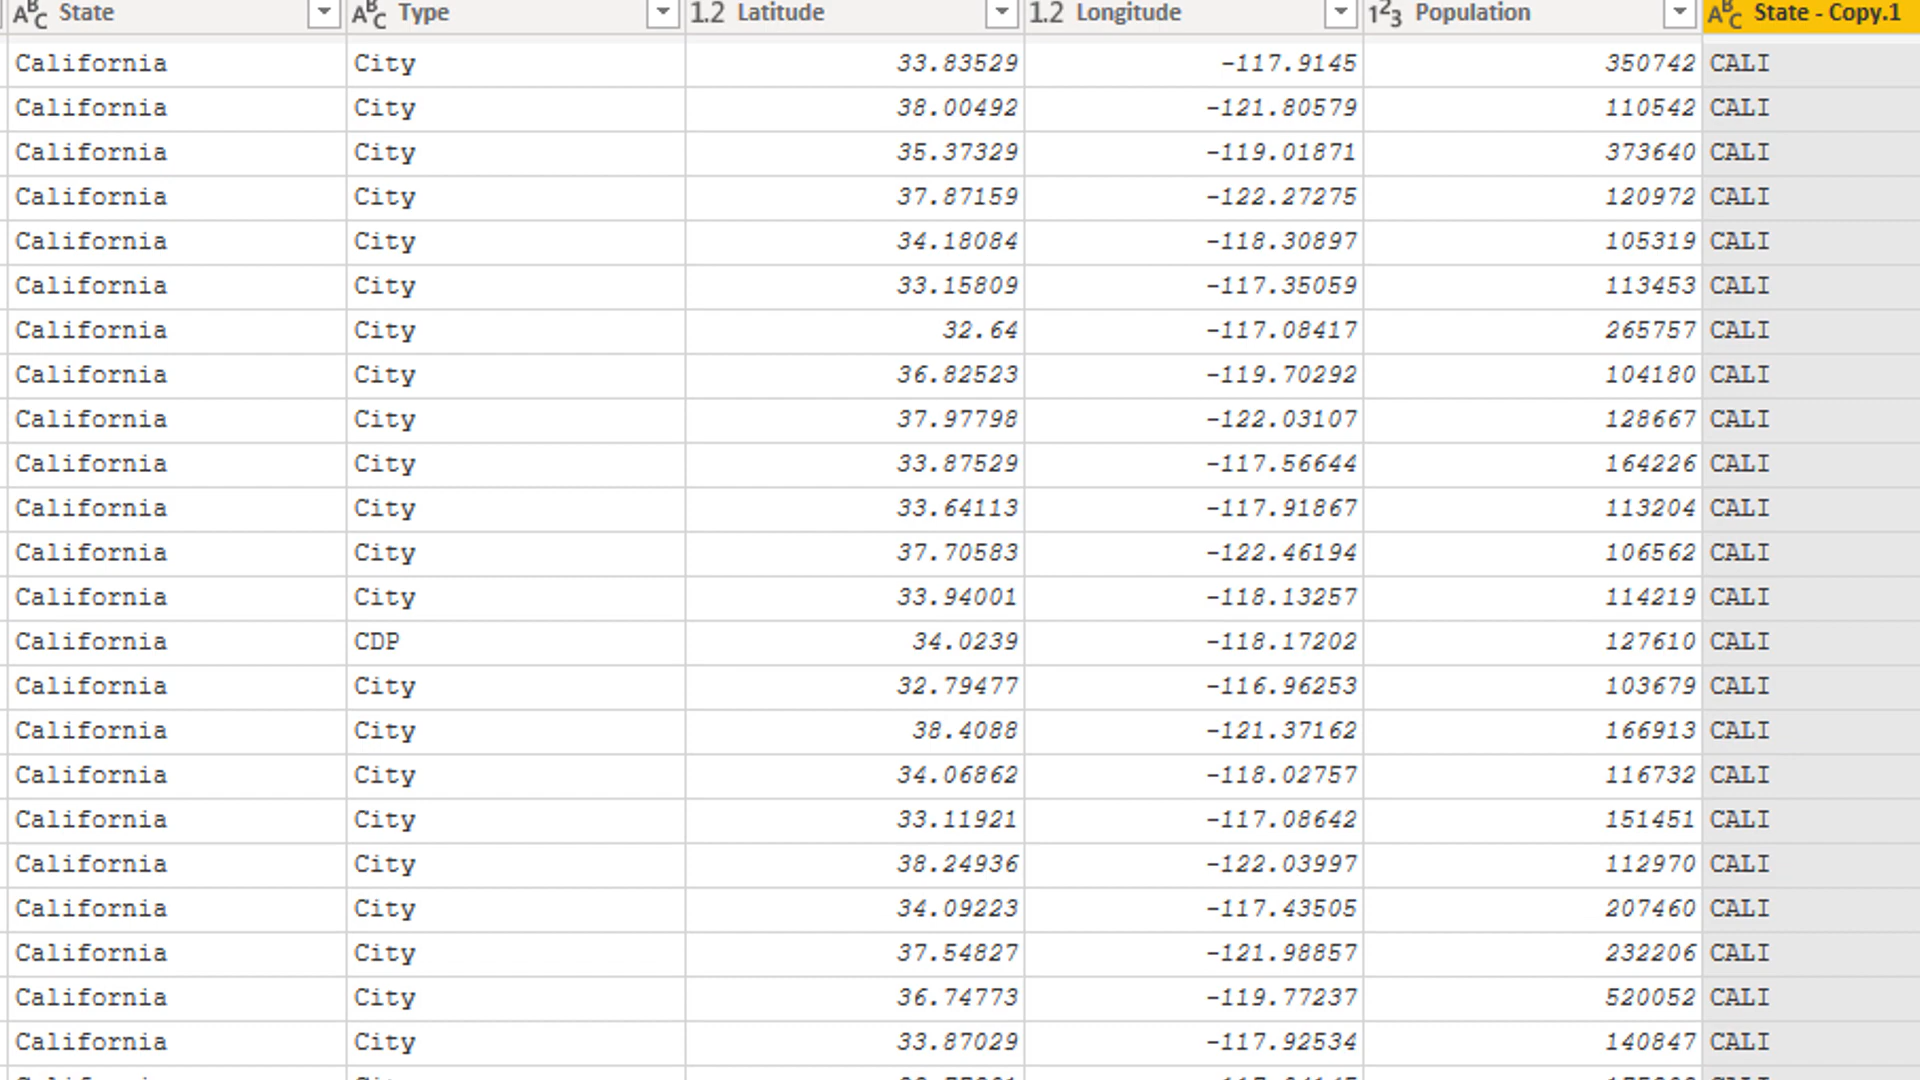 ABC State ABC Type 1.2 Latitude 1.2 Longitude 123 Population ABC State - Copy.1
California City 33.83529 -117.9145 350742 CALI
California City 38.00492 -121.80579 110542 CALI
California City 35.37329 -119.01871 373640 CALI
California City 37.87159 -122.27275 120972 CALI
California City 34.18084 -118.30897 105319 CALI
California City 33.15809 -117.35059 113453 CALI
California City 32.64 -117.08417 265757 CALI
California City 36.82523 -119.70292 104180 CALI
California City 37.97798 -122.03107 128667 CALI
California City 33.87529 -117.56644 164226 CALI
California City 33.64113 -117.91867 113204 CALI
California City 37.70583 -122.46194 106562 CALI
California City 33.94001 -118.13257 114219 CALI
California CDP 34.0239 -118.17202 127610 CALI
California City 32.79477 -116.96253 103679 CALI
California City 38.4088 -121.37162 166913 CALI
California City 34.06862 -118.02757 116732 CALI
California City 33.11921 -117.08642 151451 CALI
California City 38.24936 -122.03997 112970 CALI
California City 34.09223 -117.43505 207460 CALI
California City 37.54827 -121.98857 232206 CALI
California City 36.74773 -119.77237 520052 CALI
California City 33.87029 -117.92534 140847 CALI